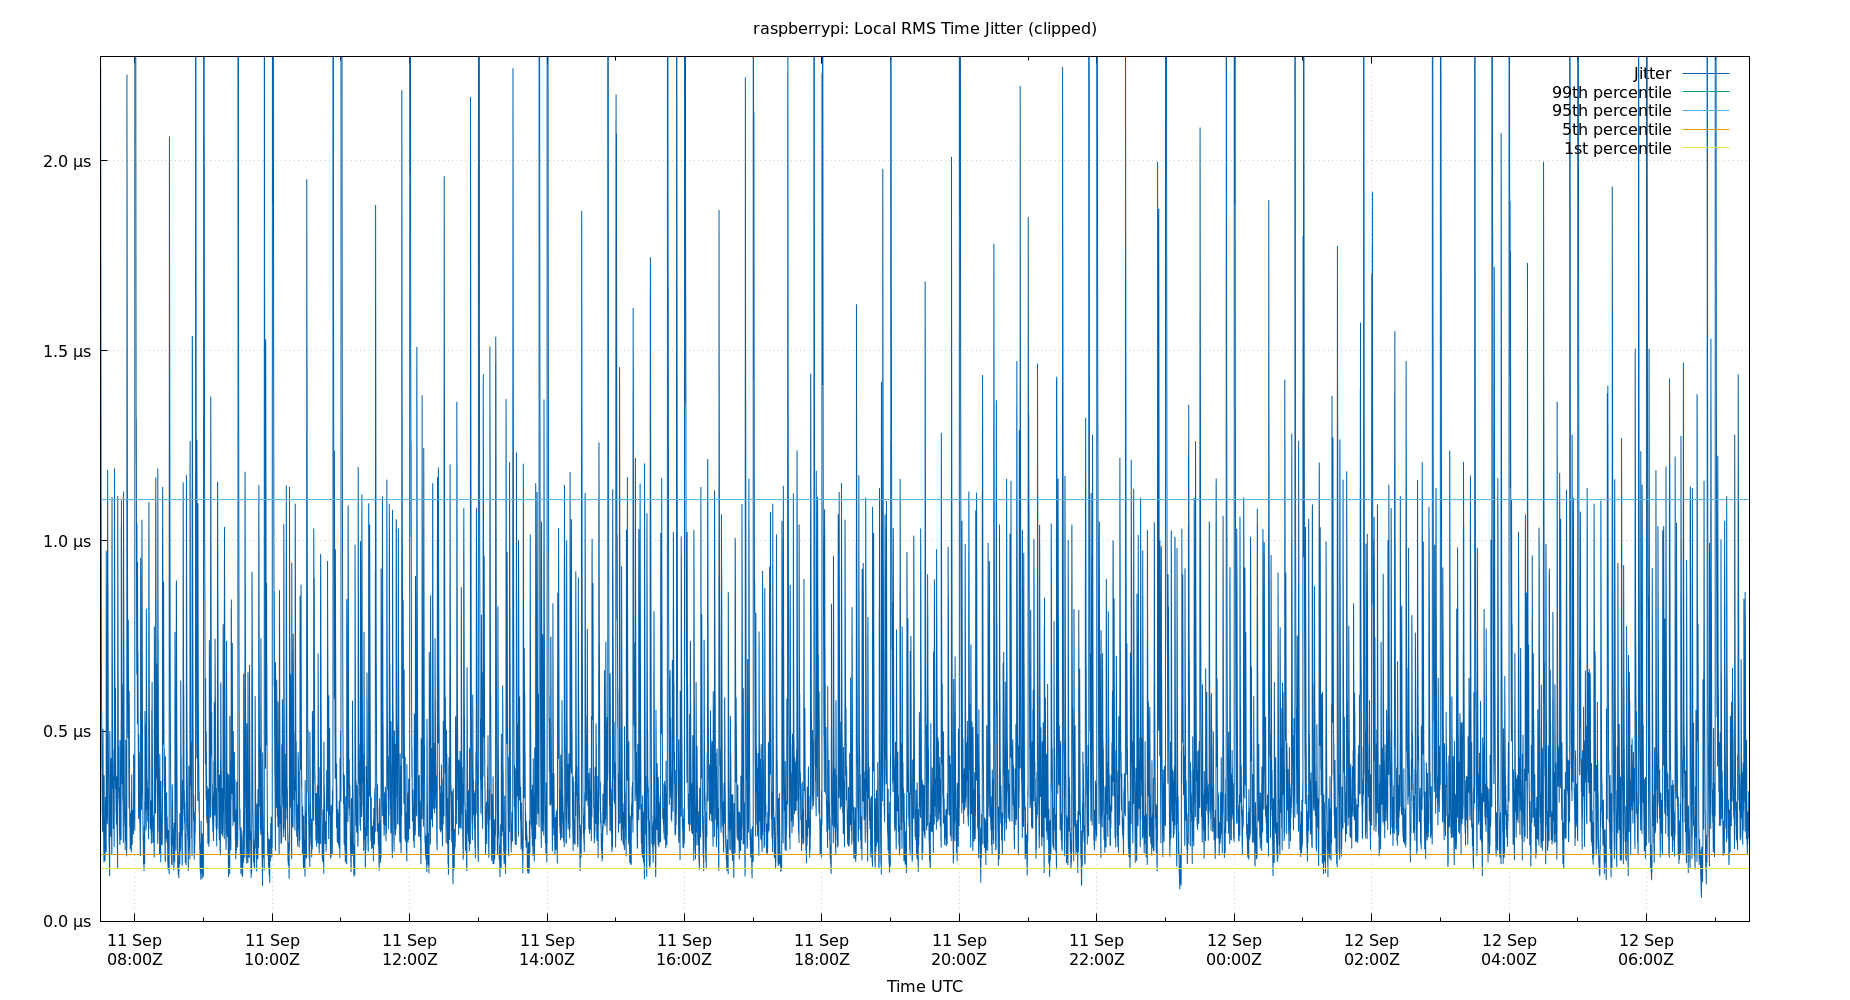 raspberrypi: Local RMS Time Jitter (clipped)
Jitter
99th percentile
95th percentile
5th percentile
1st percentile
2.0 µs
1.5 µs
1.0 µs
0.5 µs
0.0 µs
11 Sep 11 Sep 11 Sep 11 Sep 11 Sep 11 Sep 11 Sep 11 Sep 12 Sep 12 Sep 12 Sep 12 Sep
08:00Z 10:00Z 12:00Z 14:00Z 16:00Z 18:00Z 20:00Z 22:00Z 00:00Z 02:00Z 04:00Z 06:00Z
Time UTC